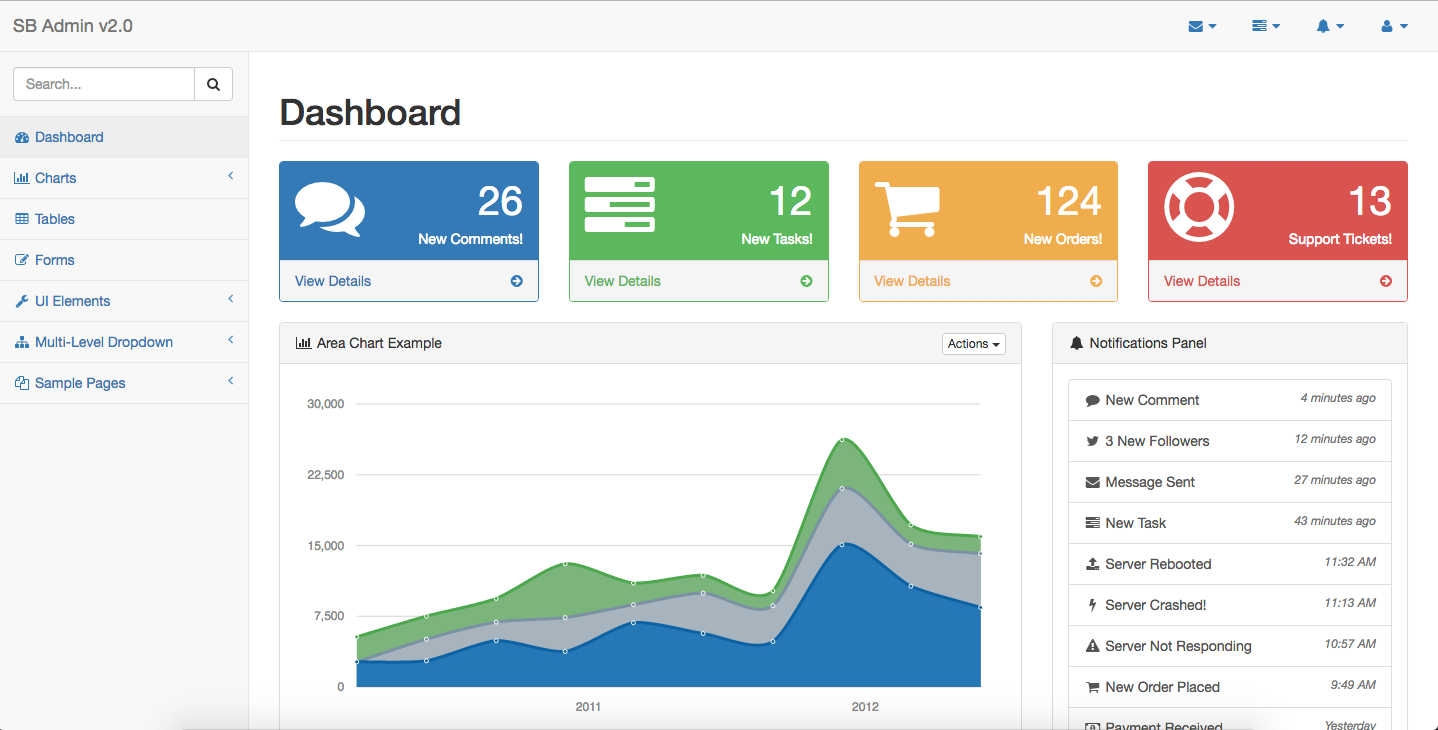 SB Admin v2.0
Search...
Dashboard
Charts
Tables
Forms
UI Elements
Multi-Level Dropdown
Sample Pages
Dashboard
26
New Comments!
View Details
12
New Tasks!
View Details
124
New Orders!
View Details
13
Support Tickets!
View Details
Area Chart Example
Actions
30,000
22,500
15,000
7,500
0
2011
2012
Notifications Panel
New Comment 4 minutes ago
3 New Followers 12 minutes ago
Message Sent 27 minutes ago
New Task 43 minutes ago
Server Rebooted 11:32 AM
Server Crashed! 11:13 AM
Server Not Responding 10:57 AM
New Order Placed 9:49 AM
Payment Received Yesterday